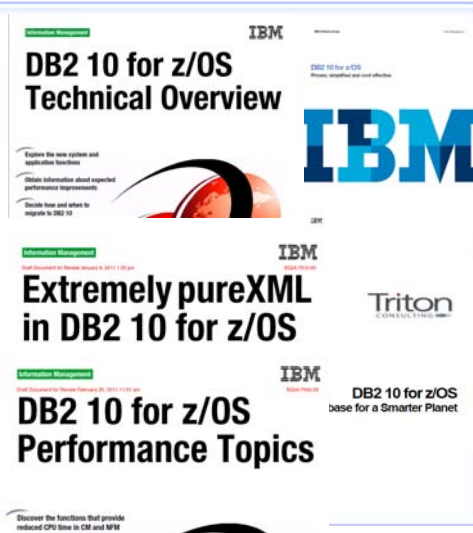 Information Management
IBM
DB2 10 for z/OS
Technical Overview
Explore the new system and
application functions
Obtain information about expected
performance improvements
Decide how and when to
migrate to DB2 10
DB2 10 for z/OS
Proven, simplified and cost effective
IBM
IBM
Information Management
IBM
Draft Document for Review January 9, 2011 1:25 pm
Extremely pureXML
in DB2 10 for z/OS
Triton
CONSULTING
Information Management
IBM
DB2 10 for z/OS
Performance Topics
Discover the functions that provide
reduced CPU time in CM and NFM
DB2 10 for z/OS
base for a Smarter Planet